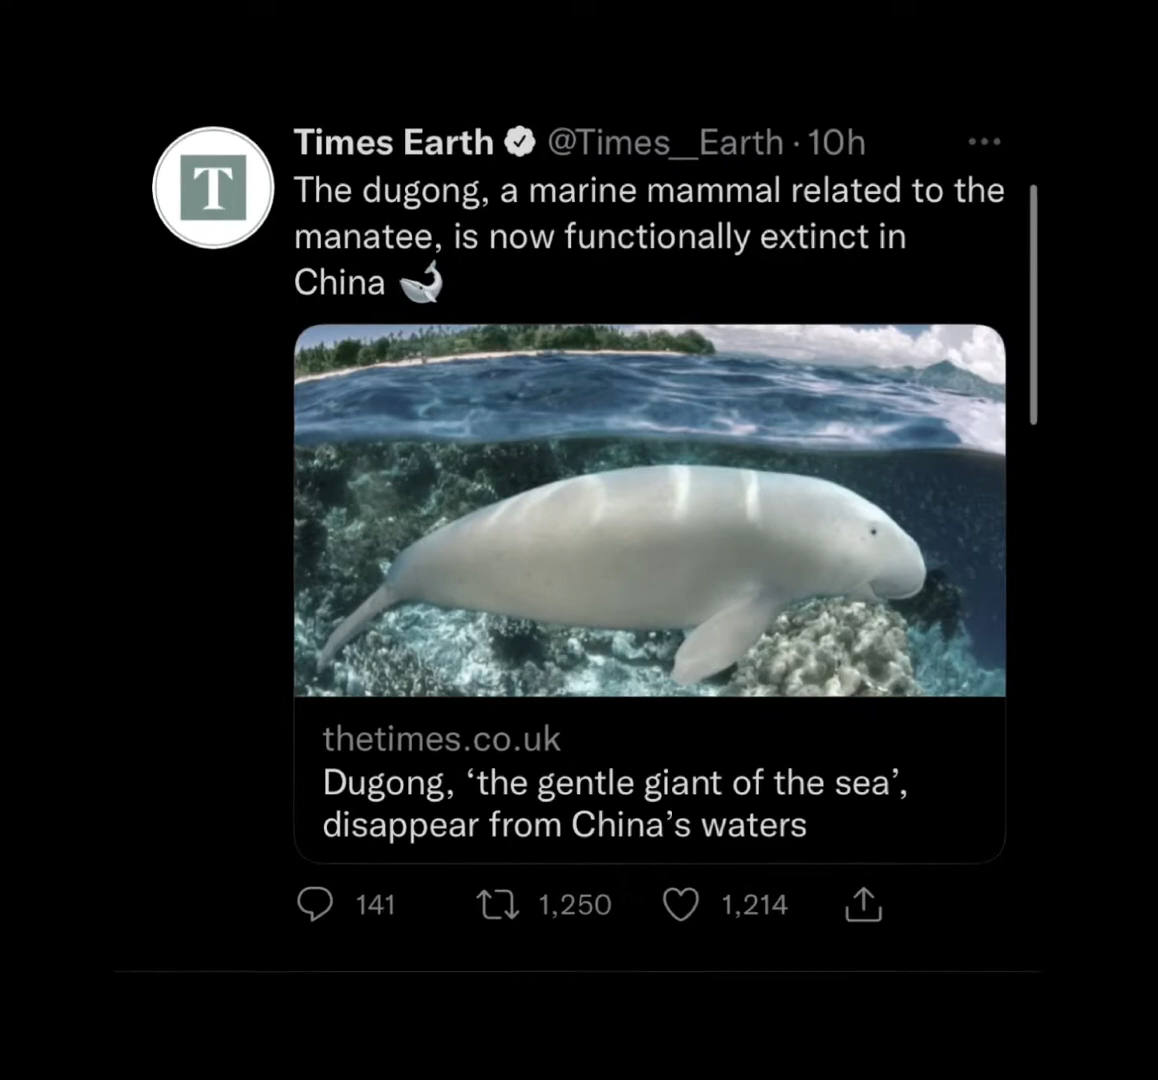 Times Earth @Times__Earth · 10h
T
The dugong, a marine mammal related to the
manatee, is now functionally extinct in
China 🐋
thetimes.co.uk
Dugong, ‘the gentle giant of the sea’,
disappear from China’s waters
141 1,250 1,214